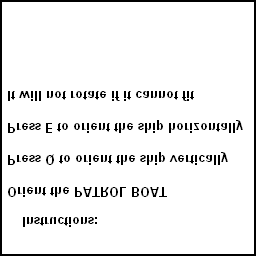 Instructions:
Orient the PATROL BOAT
Press Q to orient the ship vertically
Press E to orient the ship horizontally
It will not rotate if it cannot fit